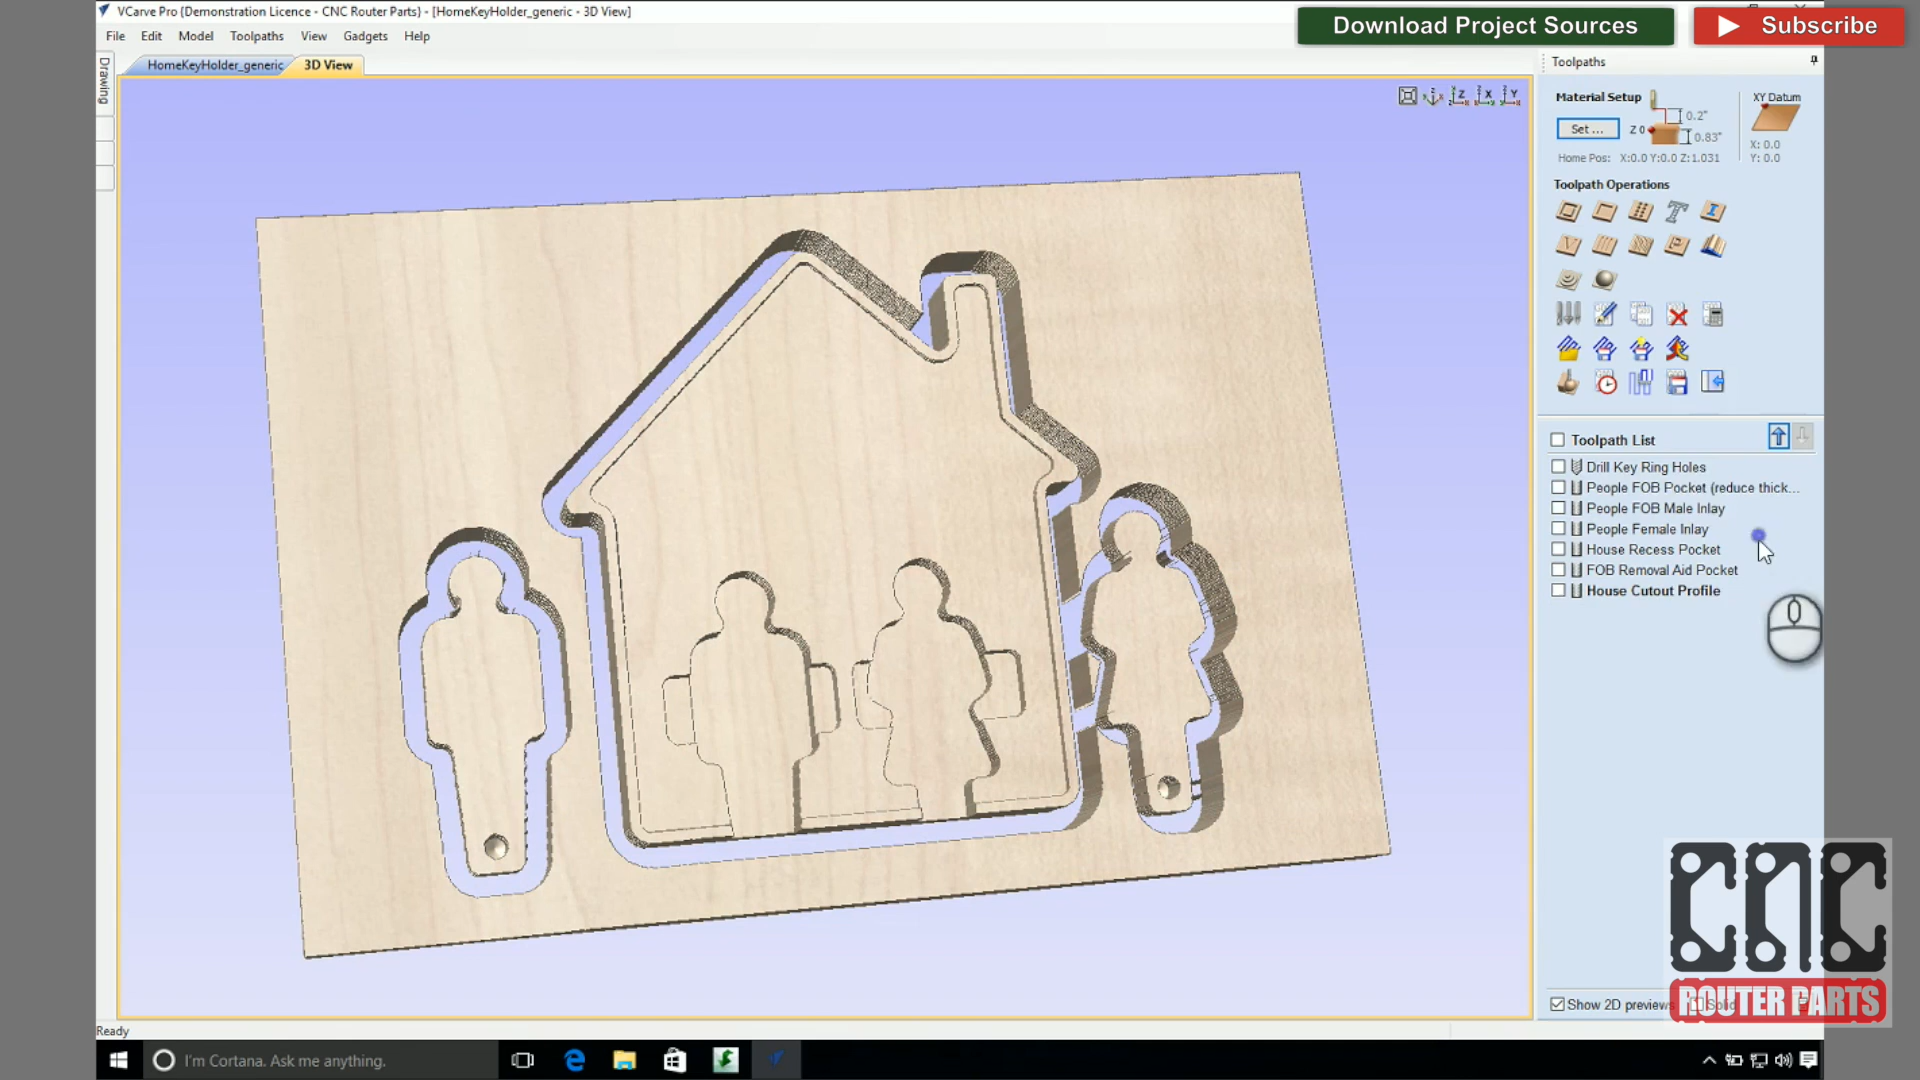 VCarve Pro {Demonstration Licence - CNC Router Parts} - [HomeKeyHolder_generic - 3D View]
Download Project Sources
Subscribe
File Edit Model Toolpaths View Gadgets Help
HomeKeyHolder_generic
3D View
Drawing
Toolpaths
Material Setup
XY Datum
Set ...
Z 0
0.2"
0.83"
X: 0.0
Y: 0.0
Home Pos: X:0.0 Y:0.0 Z:1.031
Toolpath Operations
Toolpath List
Drill Key Ring Holes
People FOB Pocket (reduce thick...
People FOB Male Inlay
People Female Inlay
House Recess Pocket
FOB Removal Aid Pocket
House Cutout Profile
Show 2D previews
Solid
CNC
ROUTER PARTS
Ready
I'm Cortana. Ask me anything.